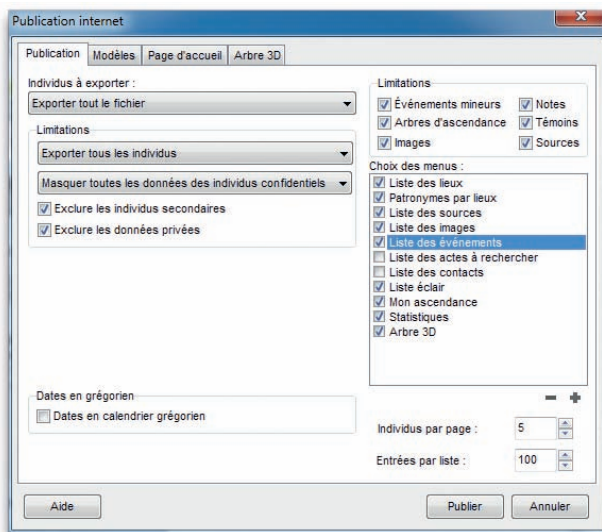 Publication internet
Publication
Modèles
Page d'accueil
Arbre 3D
Individus à exporter :
Exporter tout le fichier
Limitations
Exporter tous les individus
Masquer toutes les données des individus confidentiels
Exclure les individus secondaires
Exclure les données privées
Dates en grégorien
Dates en calendrier grégorien
Limitations
Événements mineurs
Notes
Arbres d'ascendance
Témoins
Images
Sources
Choix des menus :
Liste des lieux
Patronymes par lieux
Liste des sources
Liste des images
Liste des événements
Liste des actes à rechercher
Liste des contacts
Liste éclair
Mon ascendance
Statistiques
Arbre 3D
Individus par page :
5
Entrées par liste :
100
Aide
Publier
Annuler